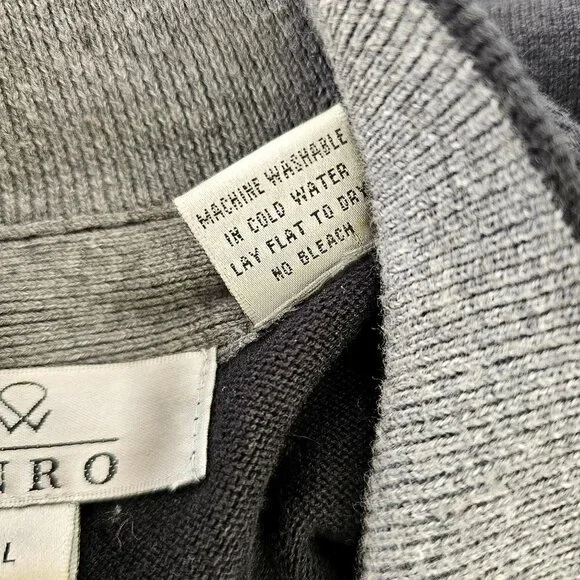 MACHINE WASHABLE
IN COLD WATER
LAY FLAT TO DRY
NO BLEACH
NRO
L